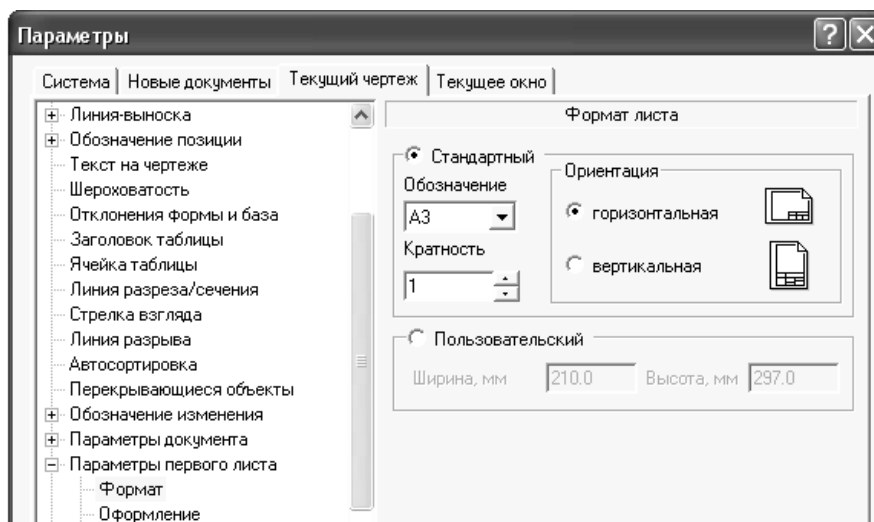 Параметры
Система Новые документы Текущий чертеж Текущее окно
Линия-выноска
Обозначение позиции
Текст на чертеже
Шероховатость
Отклонения формы и база
Заголовок таблицы
Ячейка таблицы
Линия разреза/сечения
Стрелка взгляда
Линия разрыва
Автосортировка
Перекрывающиеся объекты
Обозначение изменения
Параметры документа
Параметры первого листа
Формат
Оформление
Формат листа
Стандартный
Обозначение
А3
Кратность
1
Ориентация
горизонтальная
вертикальная
Пользовательский
Ширина, мм 210.0 Высота, мм 297.0